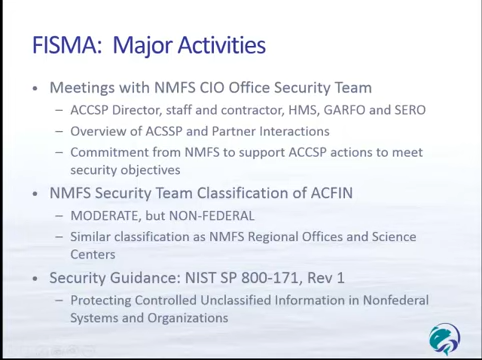 FISMA: Major Activities
• Meetings with NMFS CIO Office Security Team
– ACCSP Director, staff and contractor, HMS, GARFO and SERO
– Overview of ACSSP and Partner Interactions
– Commitment from NMFS to support ACCSP actions to meet
security objectives
• NMFS Security Team Classification of ACFIN
– MODERATE, but NON-FEDERAL
– Similar classification as NMFS Regional Offices and Science
Centers
• Security Guidance: NIST SP 800-171, Rev 1
– Protecting Controlled Unclassified Information in Nonfederal
Systems and Organizations